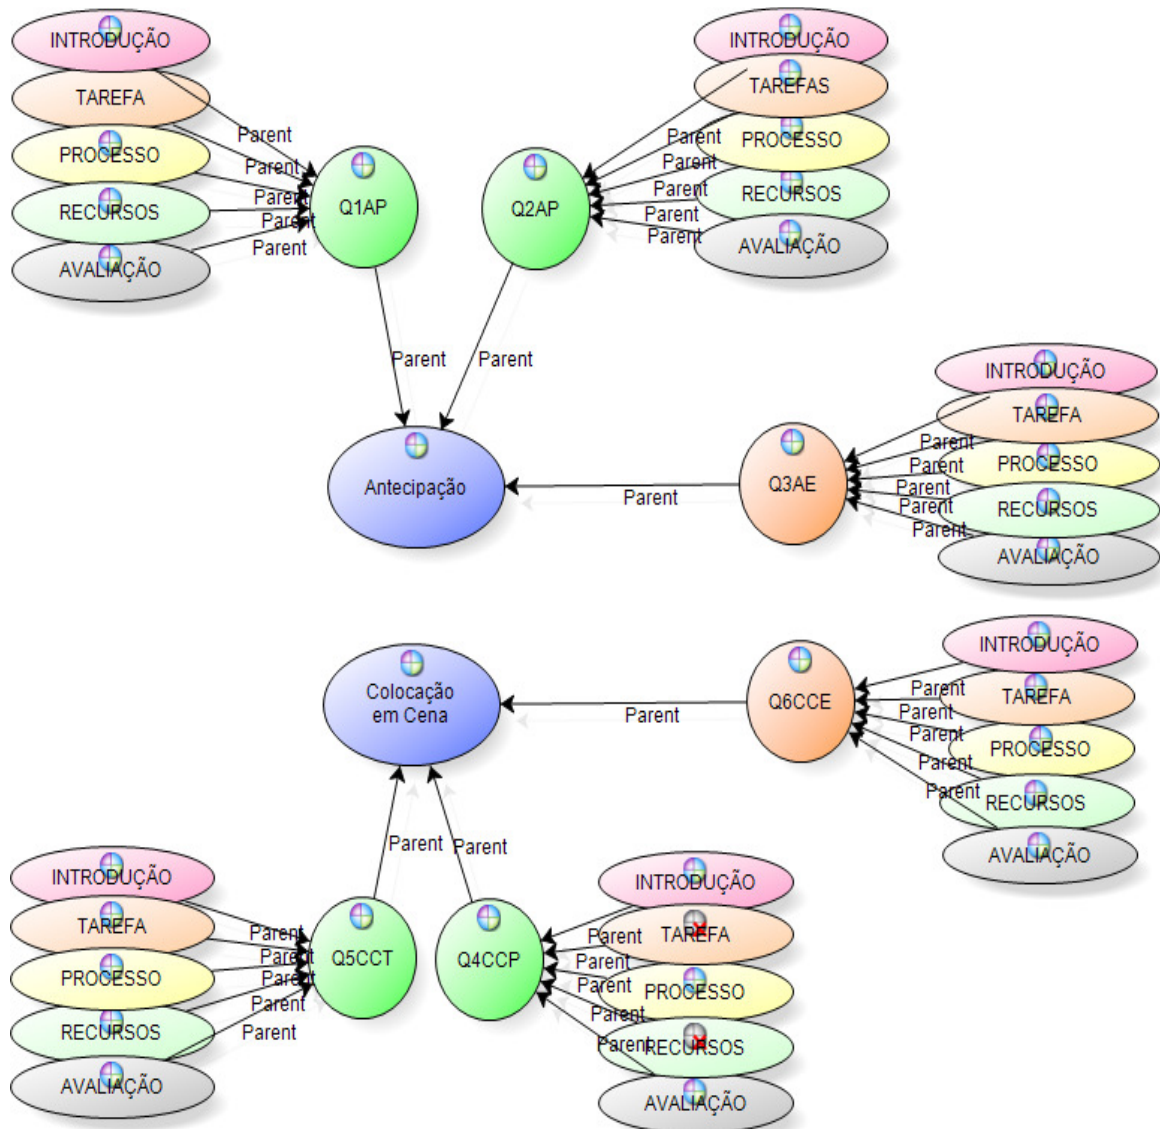 INTRODUÇÃO
TAREFA
PROCESSO
RECURSOS
AVALIAÇÃO
Parent
Parent
Parent
Parent
Parent
Q1AP
INTRODUÇÃO
TAREFAS
PROCESSO
RECURSOS
AVALIAÇÃO
Parent
Parent
Parent
Parent
Parent
Q2AP
Parent
Parent
Antecipação
Parent
Q3AE
INTRODUÇÃO
TAREFA
PROCESSO
RECURSOS
AVALIAÇÃO
Parent
Parent
Parent
Parent
Parent
Colocação
em Cena
Parent
Q6CCE
INTRODUÇÃO
TAREFA
PROCESSO
RECURSOS
AVALIAÇÃO
Parent
Parent
Parent
Parent
Parent
Parent
Parent
INTRODUÇÃO
TAREFA
PROCESSO
RECURSOS
AVALIAÇÃO
Parent
Parent
Parent
Parent
Parent
Q5CCT
Q4CCP
INTRODUÇÃO
TAREFA
PROCESSO
RECURSOS
AVALIAÇÃO
Parent
Parent
Parent
Parent
Parent